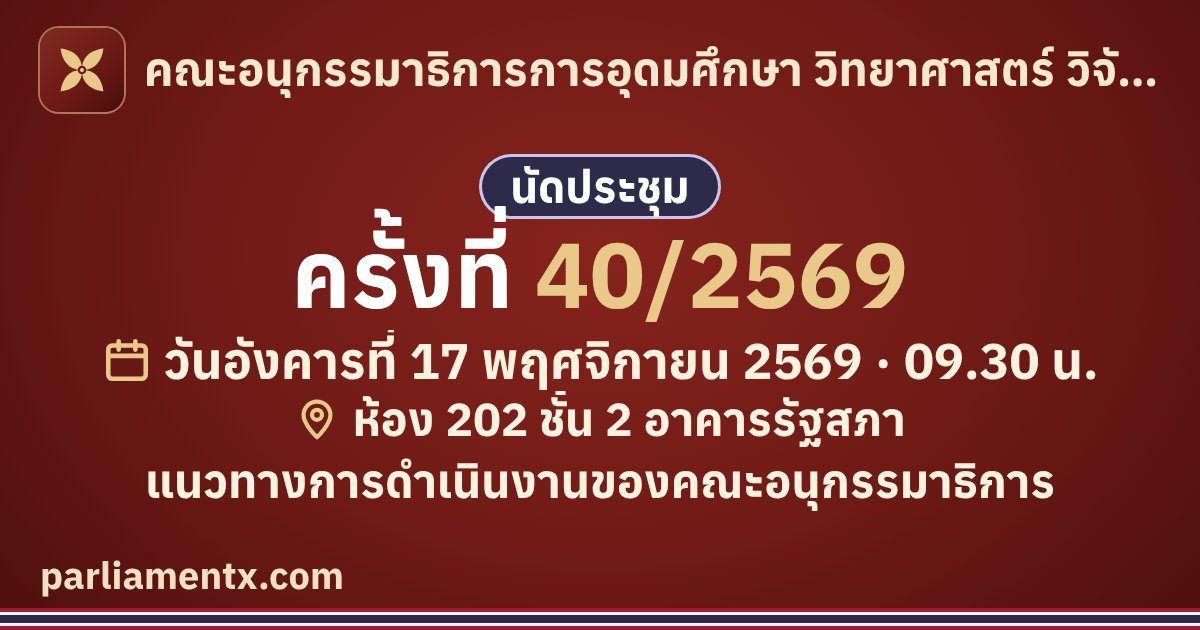 คณะอนุกรรมาธิการการอุดมศึกษา วิทยาศาสตร์ วิจั...
นัดประชุม
ครั้งที่ 40/2569
วันอังคารที่ 17 พฤศจิกายน 2569 · 09.30 น.
ห้อง 202 ชั้น 2 อาคารรัฐสภา
แนวทางการดำเนินงานของคณะอนุกรรมาธิการ
parliamentx.com